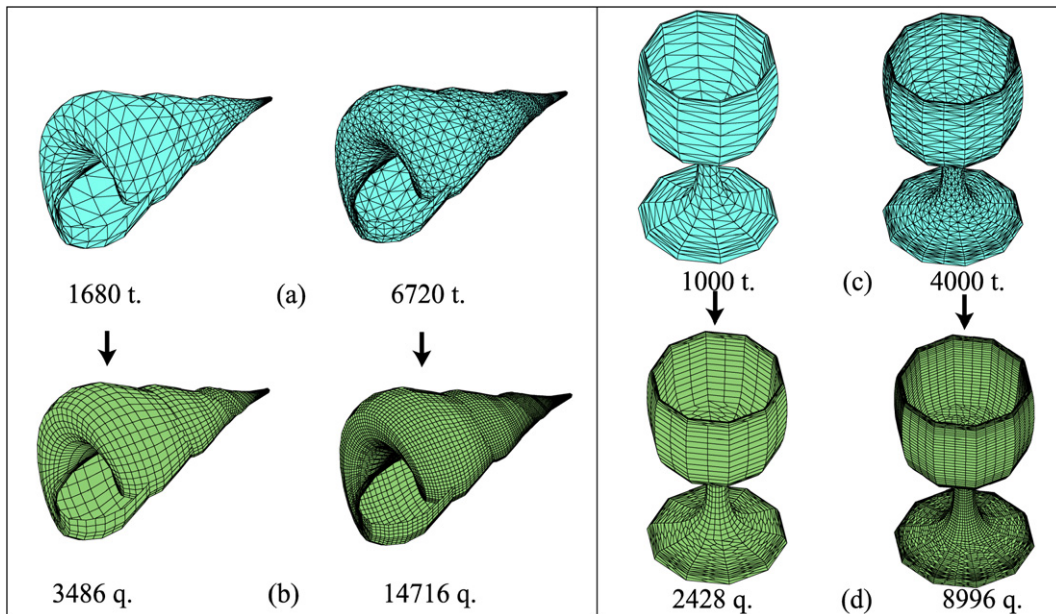 1680 t. (a) 6720 t.
3486 q. (b) 14716 q.
1000 t. (c) 4000 t.
2428 q. (d) 8996 q.